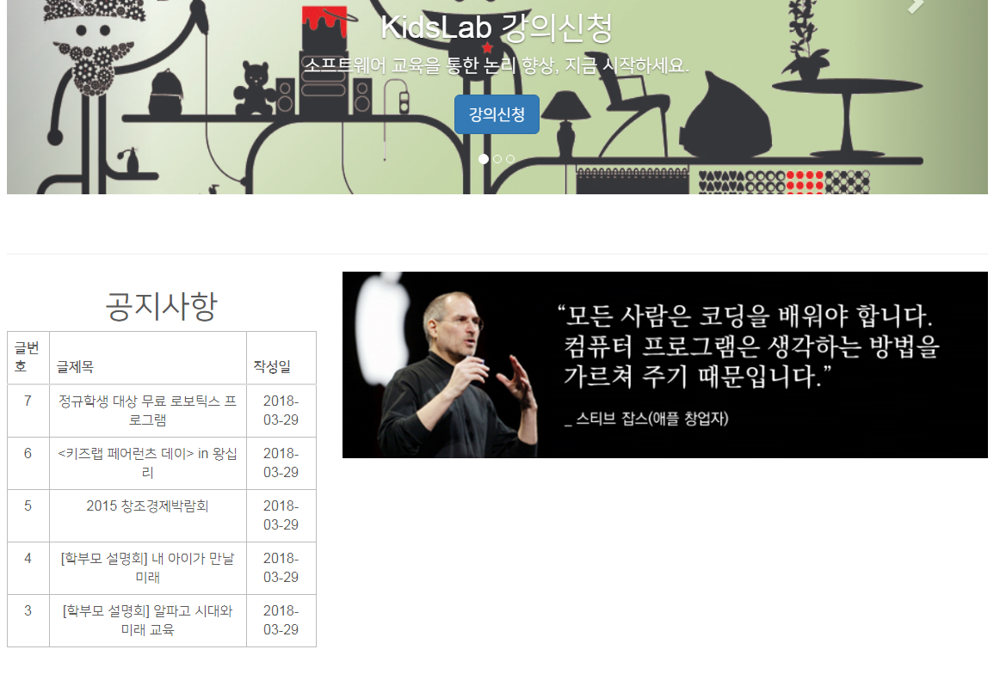 KidsLab 강의신청
소프트웨어 교육을 통한 논리 향상, 지금 시작하세요.
강의신청
공지사항
글번
호
글제목
작성일
7
정규학생 대상 무료 로보틱스 프
로그램
2018-
03-29
6
<키즈랩 페어런츠 데이> in 왕십
리
2018-
03-29
5
2015 창조경제박람회
2018-
03-29
4
[학부모 설명회] 내 아이가 만날
미래
2018-
03-29
3
[학부모 설명회] 알파고 시대와
미래 교육
2018-
03-29
“모든 사람은 코딩을 배워야 합니다.
컴퓨터 프로그램은 생각하는 방법을
가르쳐 주기 때문입니다.”
_ 스티브 잡스(애플 창업자)